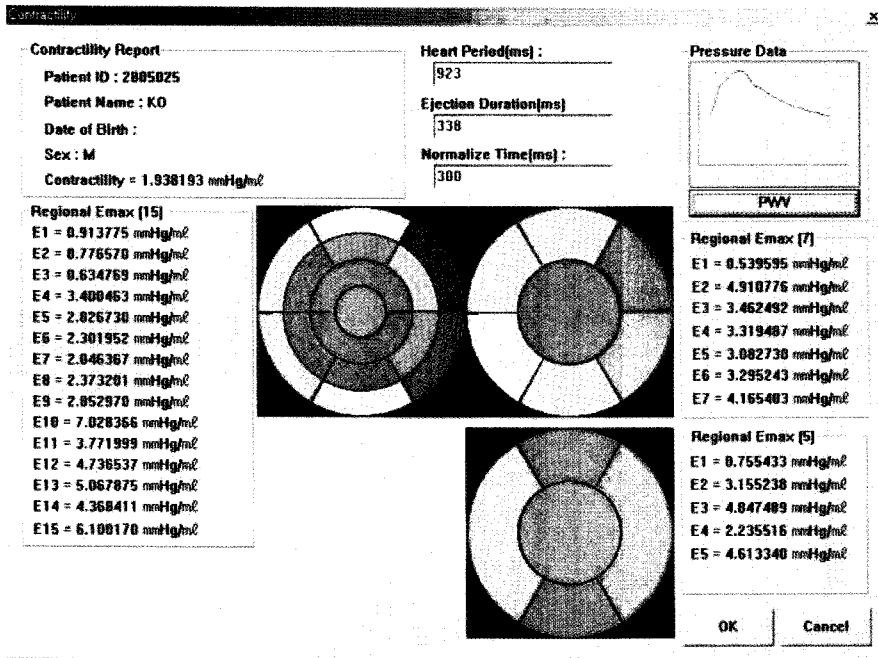 Contractility
x
Contractility Report
Patient ID : 2805025
Patient Name : KO
Date of Birth :
Sex : M
Contractility = 1.938193 mmHg/mℓ
Heart Period(ms) :
923
Ejection Duration(ms)
338
Normalize Time(ms) :
300
Pressure Data
PWV
Regional Emax (15)
E1 = 0.913775 mmHg/mℓ
E2 = 0.776570 mmHg/mℓ
E3 = 0.634769 mmHg/mℓ
E4 = 3.400463 mmHg/mℓ
E5 = 2.826730 mmHg/mℓ
E6 = 2.301952 mmHg/mℓ
E7 = 2.046367 mmHg/mℓ
E8 = 2.373201 mmHg/mℓ
E9 = 2.052970 mmHg/mℓ
E10 = 7.028366 mmHg/mℓ
E11 = 3.771999 mmHg/mℓ
E12 = 4.736537 mmHg/mℓ
E13 = 5.067875 mmHg/mℓ
E14 = 4.368411 mmHg/mℓ
E15 = 6.100170 mmHg/mℓ
Regional Emax (7)
E1 = 0.539595 mmHg/mℓ
E2 = 4.910776 mmHg/mℓ
E3 = 3.462492 mmHg/mℓ
E4 = 3.319487 mmHg/mℓ
E5 = 3.082730 mmHg/mℓ
E6 = 3.295243 mmHg/mℓ
E7 = 4.165403 mmHg/mℓ
Regional Emax (5)
E1 = 0.755433 mmHg/mℓ
E2 = 3.155238 mmHg/mℓ
E3 = 4.047409 mmHg/mℓ
E4 = 2.235516 mmHg/mℓ
E5 = 4.613340 mmHg/mℓ
OK
Cancel